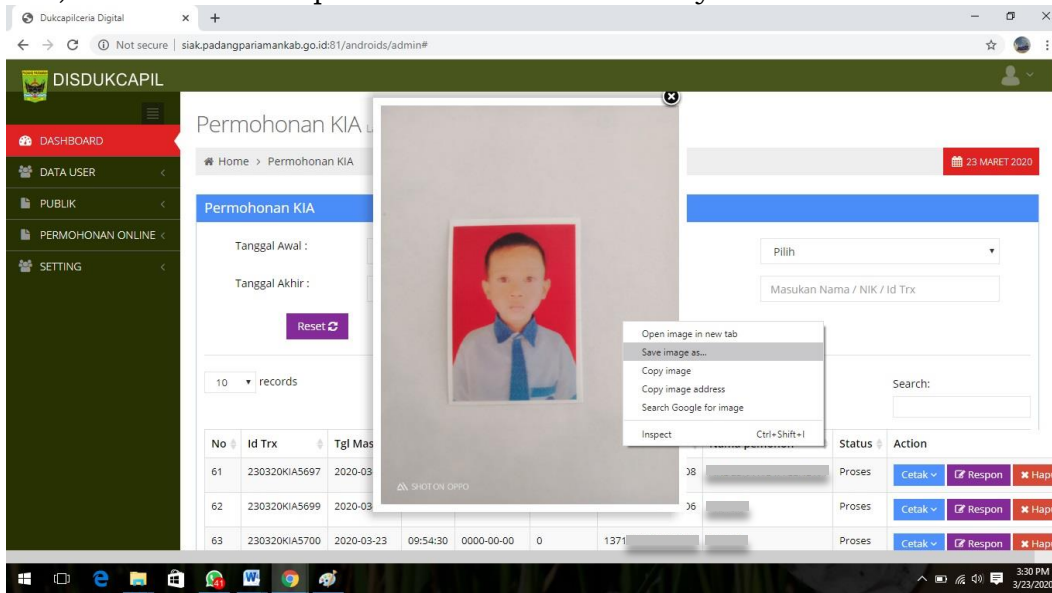 Dukcapilceria Digital
Not secure
siak.padangpariamankab.go.id:81/androids/admin#
DISDUKCAPIL
Permohonan KIA
DASHBOARD
Home > Permohonan KIA
23 MARET 2020
DATA USER
PUBLIK
Permohonan KIA
PERMOHONAN ONLINE
Tanggal Awal :
Pilih
SETTING
Tanggal Akhir :
Masukan Nama / NIK / Id Trx
Reset
Open image in new tab
Save image as...
Copy image
Copy image address
Search Google for image
Inspect Ctrl+Shift+I
10 records
Search:
No Id Trx Tgl Mas Status Action
61 230320KIA5697 2020-03 08 Proses Cetak Respon Hap
SHOT ON OPPO
62 230320KIA5699 2020-03 06 Proses Cetak Respon Hap
63 230320KIA5700 2020-03-23 09:54:30 0000-00-00 0 1371 Proses Cetak Respon Hap
3:30 PM
3/23/2020